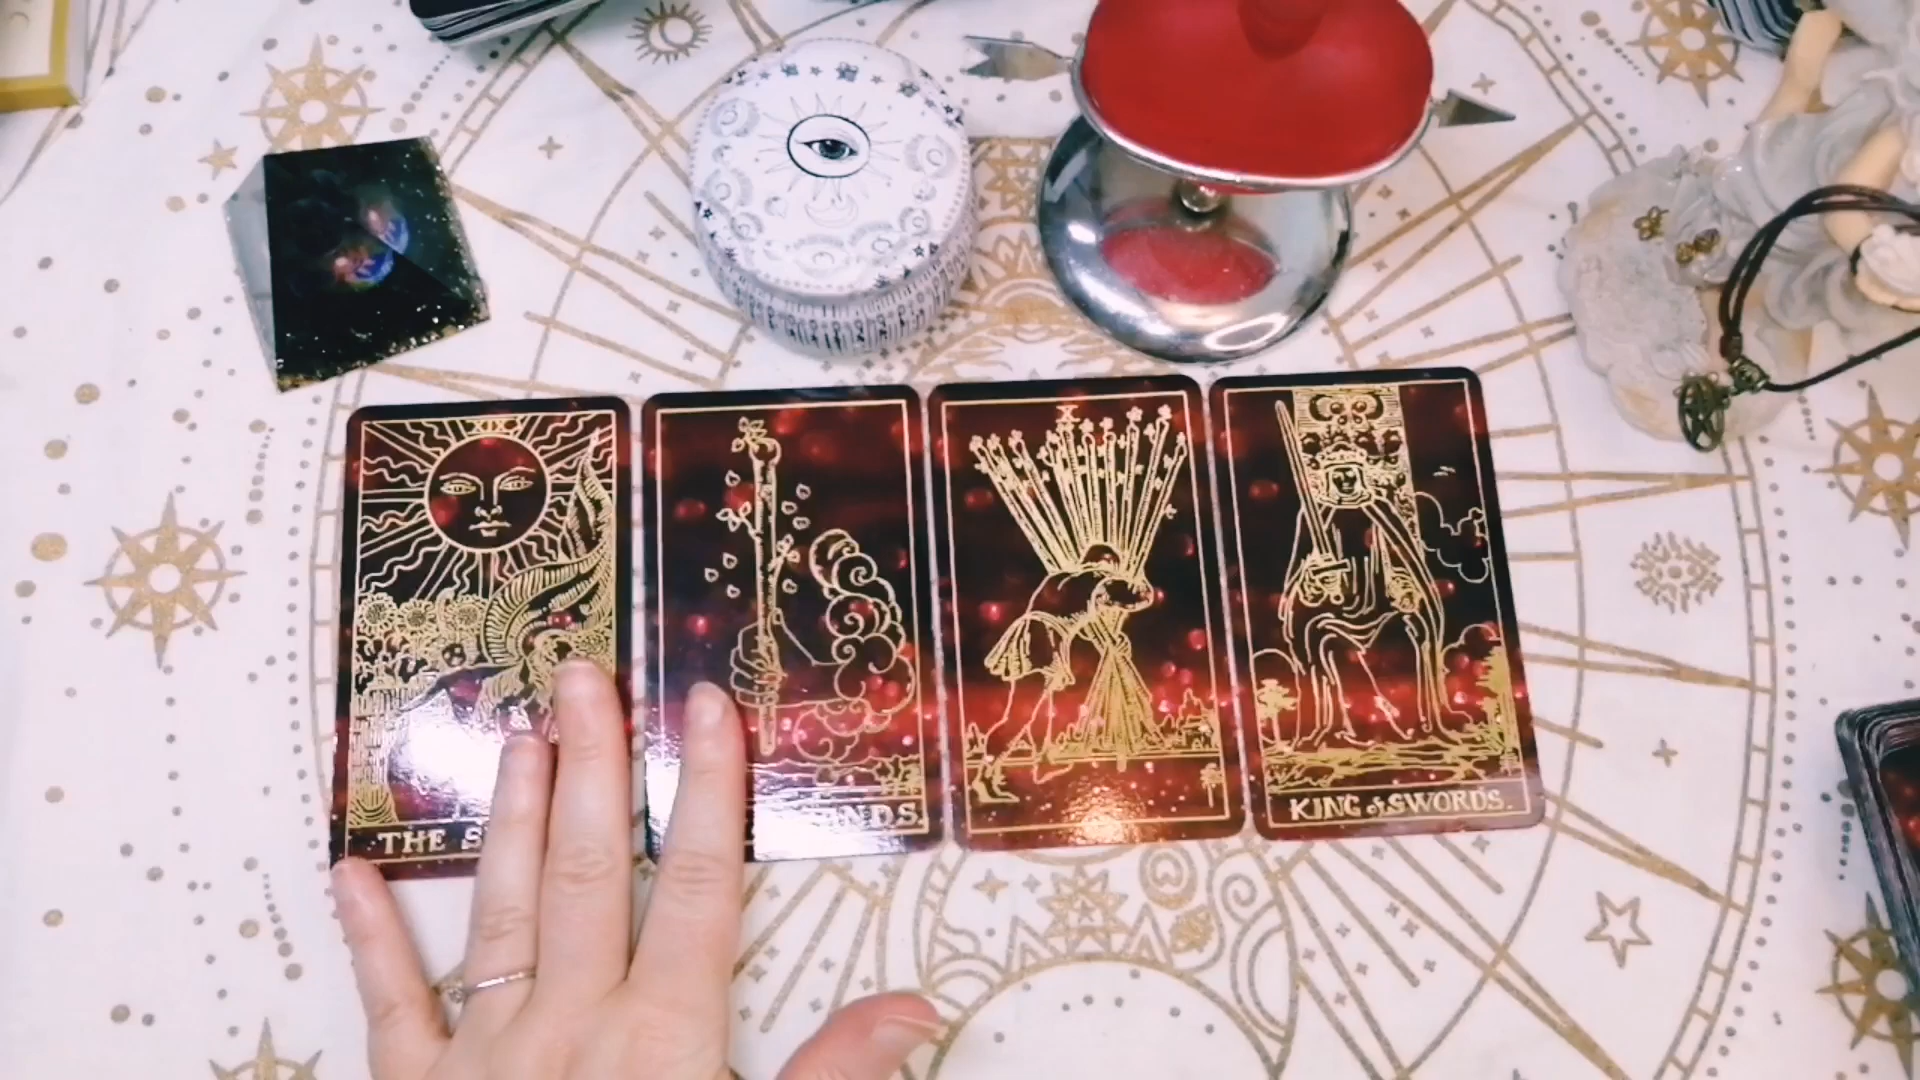 XIX
THE S
NDS.
X
KING of SWORDS.